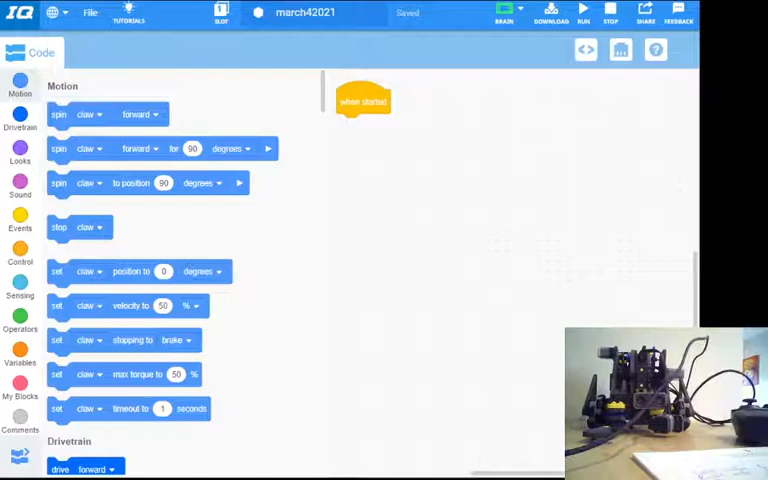 IQ
File
TUTORIALS
1
SLOT
march42021
Saved
BRAIN
DOWNLOAD
RUN
STOP
SHARE
FEEDBACK
Code
Motion
Drivetrain
Looks
Sound
Events
Control
Sensing
Operators
Variables
My Blocks
Comments
Motion
spin claw forward
spin claw forward for 90 degrees
spin claw to position 90 degrees
stop claw
set claw position to 0 degrees
set claw velocity to 50 %
set claw stopping to brake
set claw max torque to 50 %
set claw timeout to 1 seconds
Drivetrain
drive forward
when started